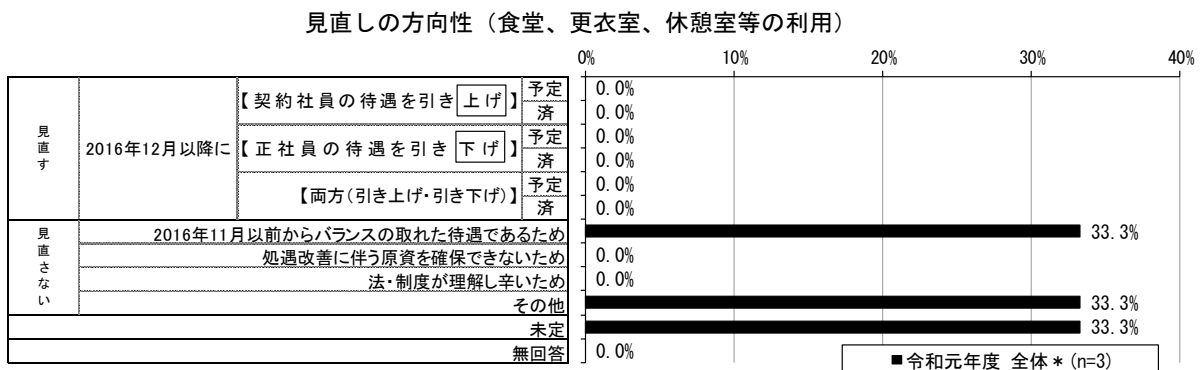 見直しの方向性（食堂、更衣室、休憩室等の利用）
0% 10% 20% 30% 40%
見直す
2016年12月以降に
【契約社員の待遇を引き 上げ 】
予定 0.0%
済 0.0%
【正社員の待遇を引き 下げ 】
予定 0.0%
済 0.0%
【両方（引き上げ・引き下げ）】
予定 0.0%
済 0.0%
見直さない
2016年11月以前からバランスの取れた待遇であるため 33.3%
処遇改善に伴う原資を確保できないため 0.0%
法・制度が理解し辛いため 0.0%
その他 33.3%
未定 33.3%
無回答 0.0%
■令和元年度 全体＊(n=3)